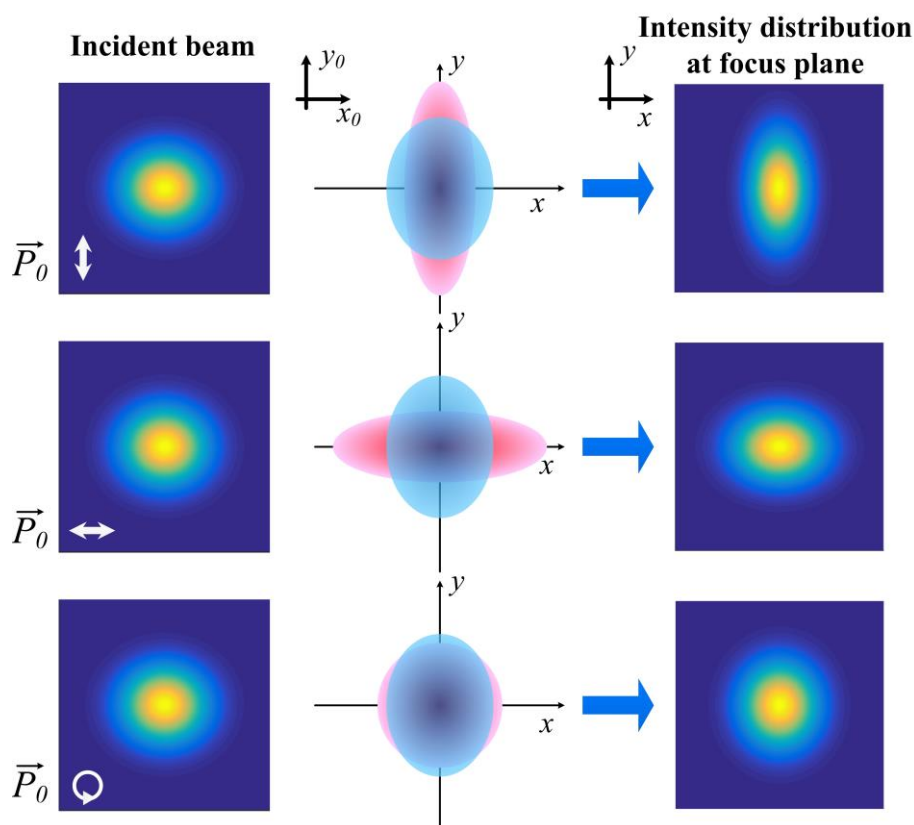 Incident beam
Intensity distribution
at focus plane
y0
x0
y
x
y
x
P0
y
x
P0
y
x
P0